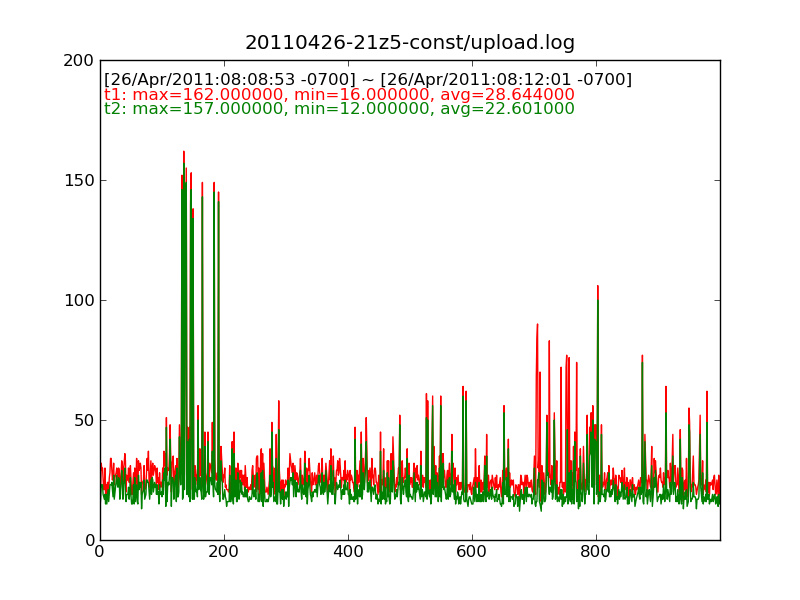 20110426-21z5-const/upload.log
200
[26/Apr/2011:08:08:53 -0700] ~ [26/Apr/2011:08:12:01 -0700]
t1: max=162.000000, min=16.000000, avg=28.644000
t2: max=157.000000, min=12.000000, avg=22.601000
150
100
50
0
0 200 400 600 800